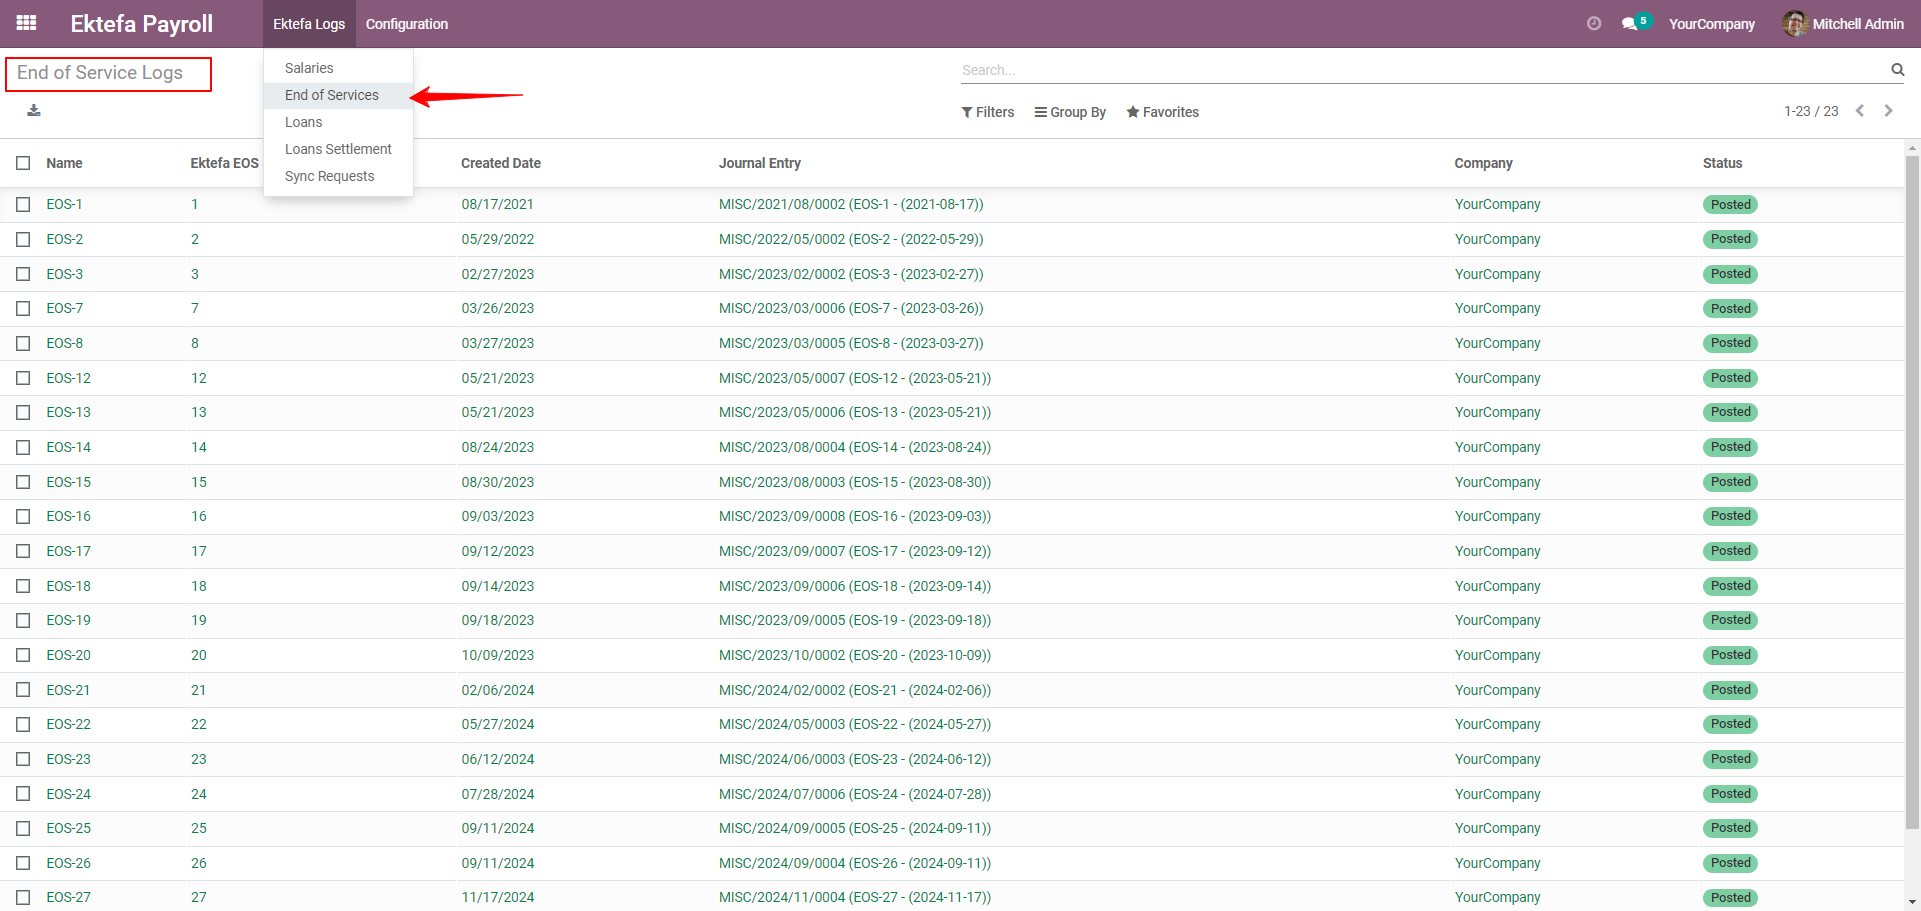 Ektefa Payroll Ektefa Logs Configuration 5 YourCompany Mitchell Admin
End of Service Logs
Salaries
End of Services
Loans
Loans Settlement
Sync Requests
Search...
Filters Group By Favorites 1-23 / 23
Name Ektefa EOS Created Date Journal Entry Company Status
EOS-1 1 08/17/2021 MISC/2021/08/0002 (EOS-1 - (2021-08-17)) YourCompany Posted
EOS-2 2 05/29/2022 MISC/2022/05/0002 (EOS-2 - (2022-05-29)) YourCompany Posted
EOS-3 3 02/27/2023 MISC/2023/02/0002 (EOS-3 - (2023-02-27)) YourCompany Posted
EOS-7 7 03/26/2023 MISC/2023/03/0006 (EOS-7 - (2023-03-26)) YourCompany Posted
EOS-8 8 03/27/2023 MISC/2023/03/0005 (EOS-8 - (2023-03-27)) YourCompany Posted
EOS-12 12 05/21/2023 MISC/2023/05/0007 (EOS-12 - (2023-05-21)) YourCompany Posted
EOS-13 13 05/21/2023 MISC/2023/05/0006 (EOS-13 - (2023-05-21)) YourCompany Posted
EOS-14 14 08/24/2023 MISC/2023/08/0004 (EOS-14 - (2023-08-24)) YourCompany Posted
EOS-15 15 08/30/2023 MISC/2023/08/0003 (EOS-15 - (2023-08-30)) YourCompany Posted
EOS-16 16 09/03/2023 MISC/2023/09/0008 (EOS-16 - (2023-09-03)) YourCompany Posted
EOS-17 17 09/12/2023 MISC/2023/09/0007 (EOS-17 - (2023-09-12)) YourCompany Posted
EOS-18 18 09/14/2023 MISC/2023/09/0006 (EOS-18 - (2023-09-14)) YourCompany Posted
EOS-19 19 09/18/2023 MISC/2023/09/0005 (EOS-19 - (2023-09-18)) YourCompany Posted
EOS-20 20 10/09/2023 MISC/2023/10/0002 (EOS-20 - (2023-10-09)) YourCompany Posted
EOS-21 21 02/06/2024 MISC/2024/02/0002 (EOS-21 - (2024-02-06)) YourCompany Posted
EOS-22 22 05/27/2024 MISC/2024/05/0003 (EOS-22 - (2024-05-27)) YourCompany Posted
EOS-23 23 06/12/2024 MISC/2024/06/0003 (EOS-23 - (2024-06-12)) YourCompany Posted
EOS-24 24 07/28/2024 MISC/2024/07/0006 (EOS-24 - (2024-07-28)) YourCompany Posted
EOS-25 25 09/11/2024 MISC/2024/09/0005 (EOS-25 - (2024-09-11)) YourCompany Posted
EOS-26 26 09/11/2024 MISC/2024/09/0004 (EOS-26 - (2024-09-11)) YourCompany Posted
EOS-27 27 11/17/2024 MISC/2024/11/0004 (EOS-27 - (2024-11-17)) YourCompany Posted